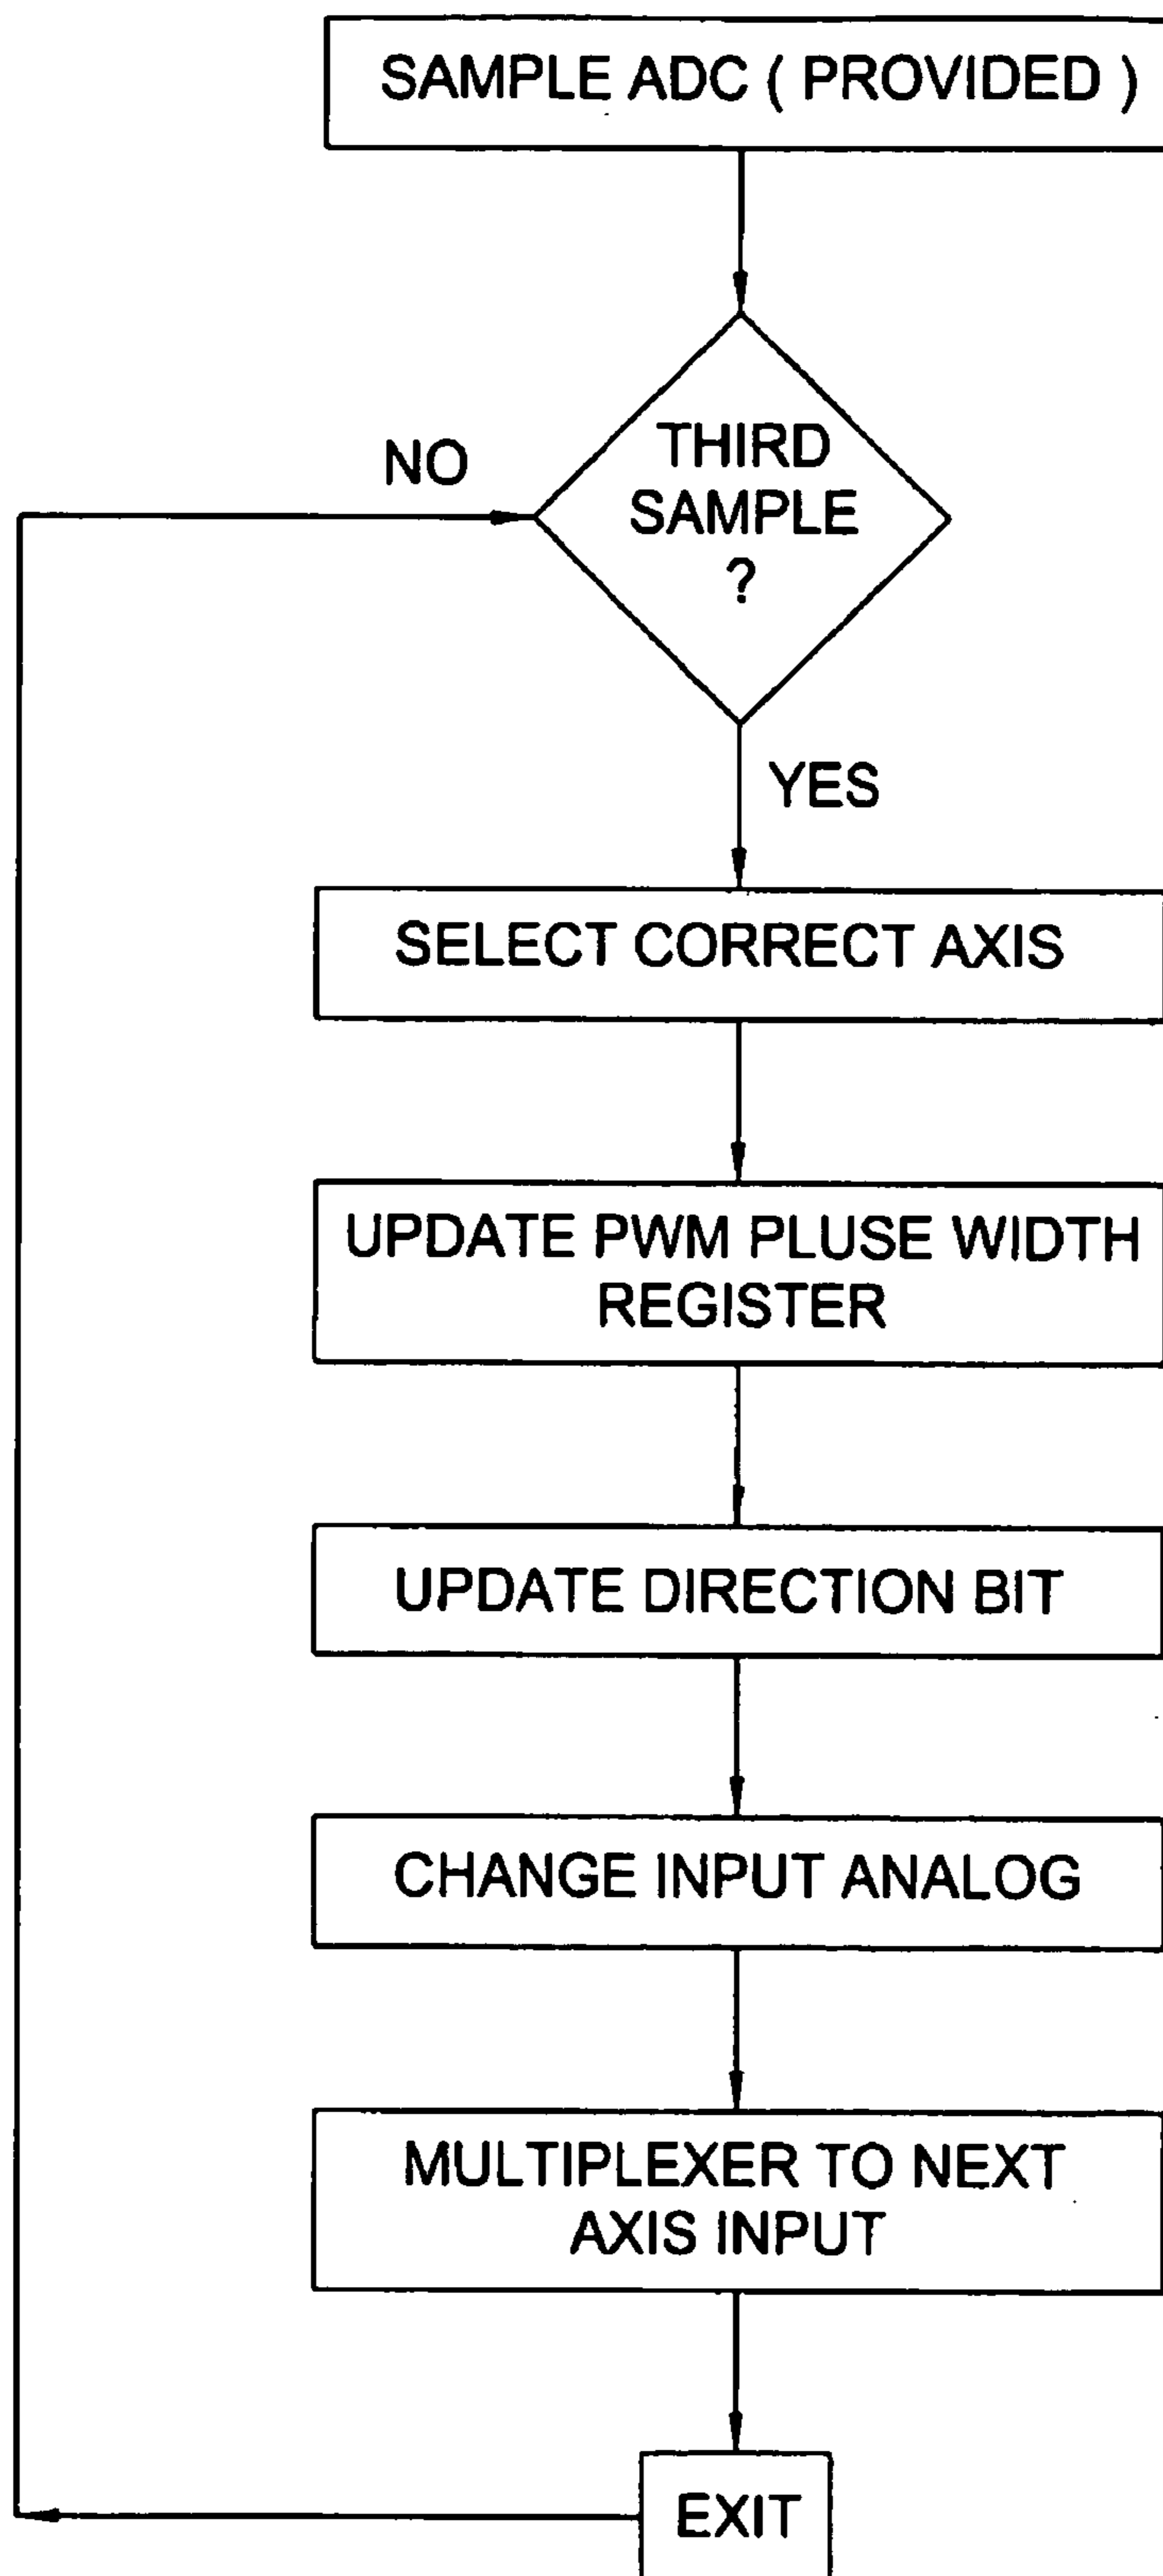 SAMPLE ADC ( PROVIDED )
THIRD
SAMPLE
?
NO
YES
SELECT CORRECT AXIS
UPDATE PWM PLUSE WIDTH
REGISTER
UPDATE DIRECTION BIT
CHANGE INPUT ANALOG
MULTIPLEXER TO NEXT
AXIS INPUT
EXIT